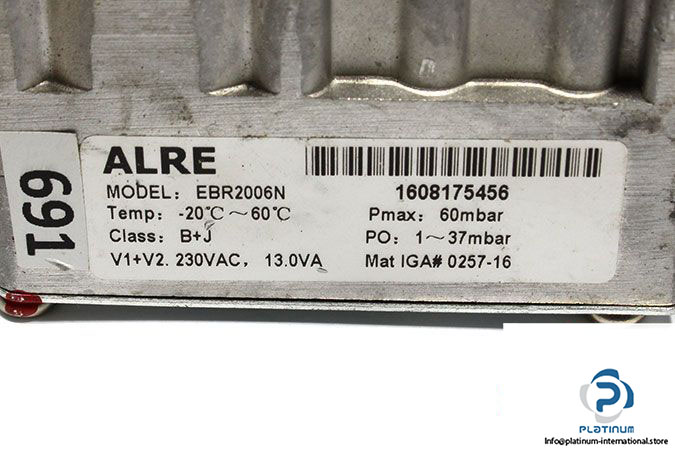 ALRE
MODEL: EBR2006N
1608175456
Temp: -20℃～60℃
Pmax: 60mbar
Class: B+J
PO: 1～37mbar
V1+V2. 230VAC, 13.0VA
Mat IGA# 0257-16
691
PLATINUM
info@platinum-international.store